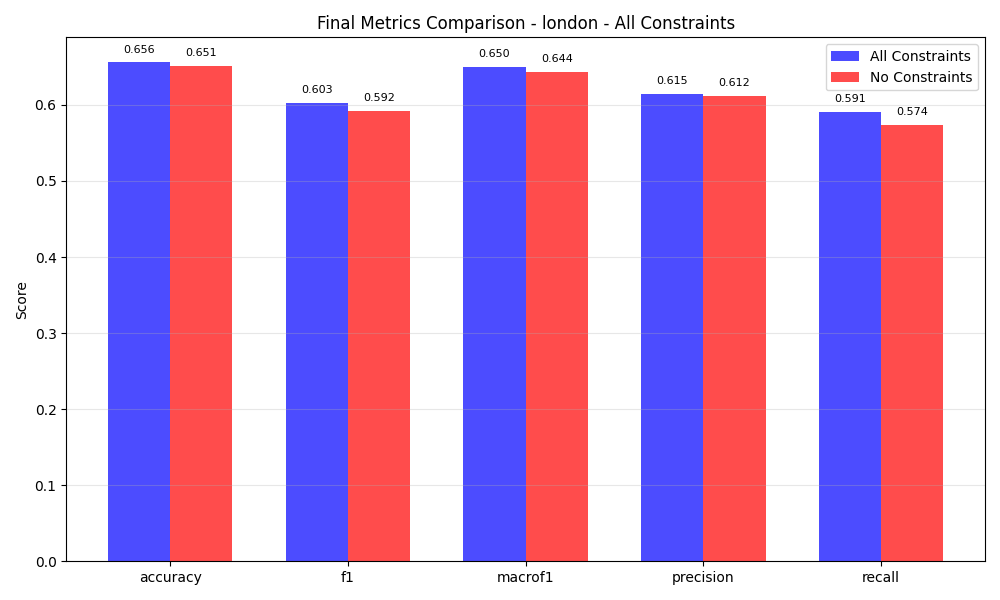 Final Metrics Comparison - london - All Constraints
All Constraints
No Constraints
0.656
0.651
0.603
0.592
0.650
0.644
0.615
0.612
0.591
0.574
Score
0.6
0.5
0.4
0.3
0.2
0.1
0.0
accuracy
f1
macrof1
precision
recall